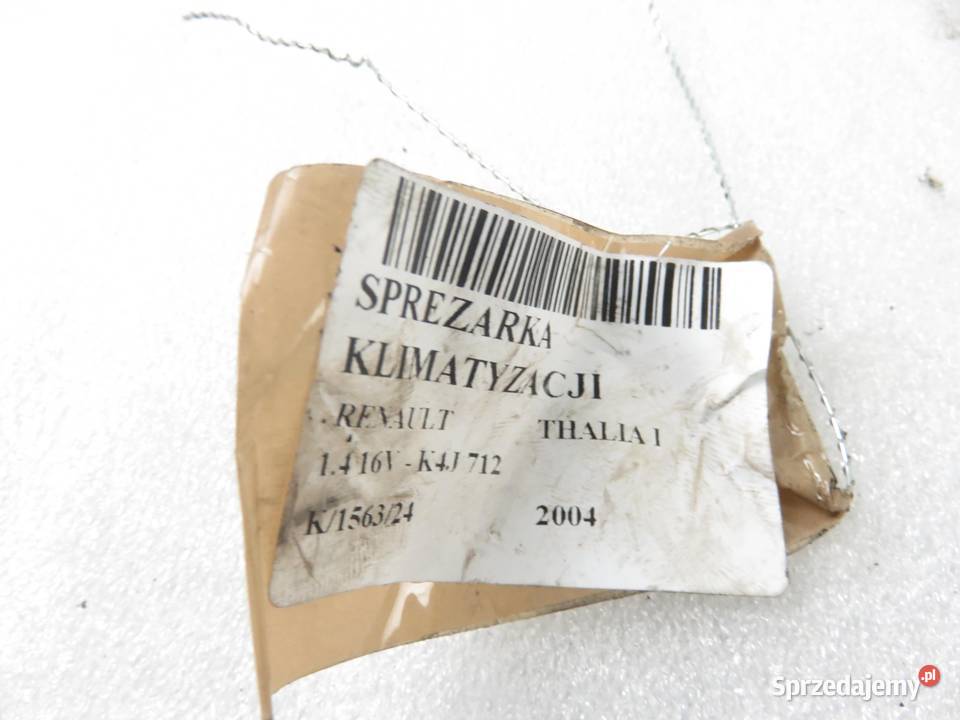 SPREZARKA
KLIMATYZACJI
RENAULT THALIA I
1.4 16V - K4J 712
K/1563/24 2004
Sprzedajemy.pl